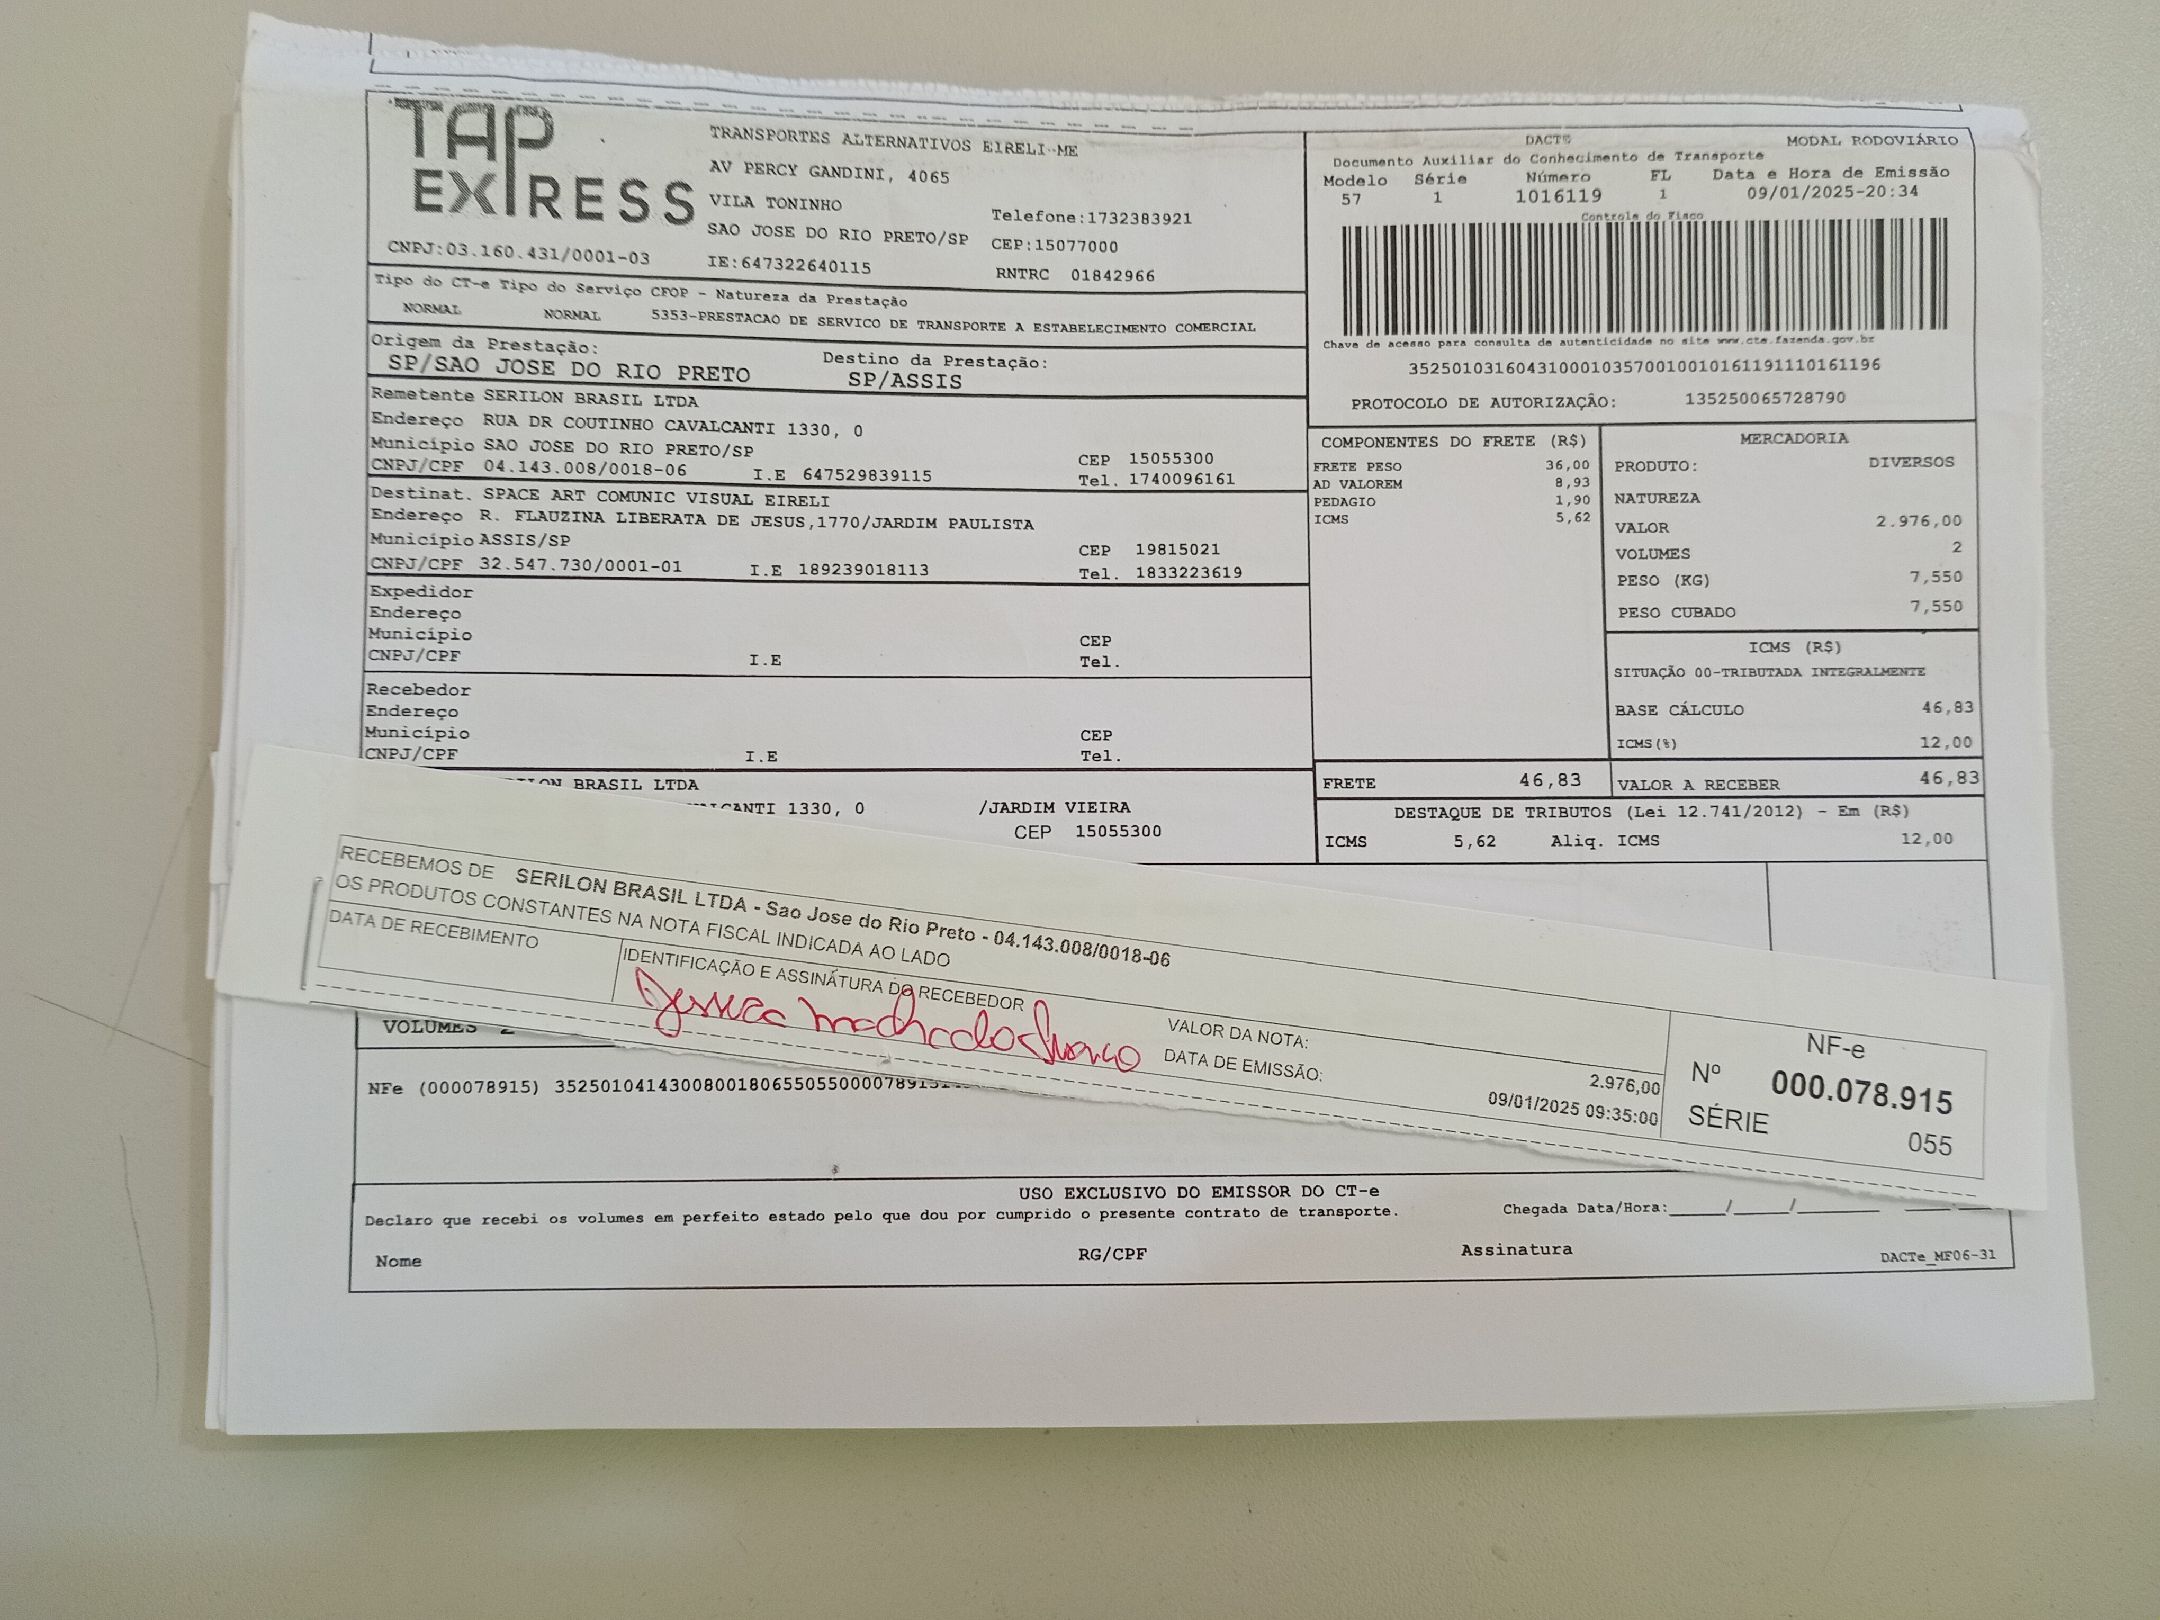 TAP
EXPRESS
TRANSPORTES ALTERNATIVOS EIRELI-ME
AV PERCY GANDINI, 4065
VILA TONINHO
Telefone:1732383921
SAO JOSE DO RIO PRETO/SP CEP:15077000
CNPJ:03.160.431/0001-03 IE:647322640115 RNTRC 01842966
DACTE MODAL RODOVIÁRIO
Documento Auxiliar do Conhecimento de Transporte
Modelo Série Número FL Data e Hora de Emissão
57 1 1016119 1 09/01/2025-20:34
Controle do Fisco
Chave de acesso para consulta de autenticidade no site www.cte.fazenda.gov.br
35250103160431000103570010010161191110161196
PROTOCOLO DE AUTORIZAÇÃO: 135250065728790
Tipo do CT-e Tipo do Serviço CFOP - Natureza da Prestação
NORMAL NORMAL 5353-PRESTACAO DE SERVICO DE TRANSPORTE A ESTABELECIMENTO COMERCIAL
Origem da Prestação: Destino da Prestação:
SP/SAO JOSE DO RIO PRETO SP/ASSIS
Remetente SERILON BRASIL LTDA
Endereço RUA DR COUTINHO CAVALCANTI 1330, 0
Município SAO JOSE DO RIO PRETO/SP CEP 15055300
CNPJ/CPF 04.143.008/0018-06 I.E 647529839115 Tel. 1740096161
Destinat. SPACE ART COMUNIC VISUAL EIRELI
Endereço R. FLAUZINA LIBERATA DE JESUS,1770/JARDIM PAULISTA
Município ASSIS/SP CEP 19815021
CNPJ/CPF 32.547.730/0001-01 I.E 189239018113 Tel. 1833223619
Expedidor
Endereço
Município CEP
CNPJ/CPF I.E Tel.
Recebedor
Endereço
Município CEP
CNPJ/CPF I.E Tel.
BRASIL LTDA
1330, 0 /JARDIM VIEIRA
CEP 15055300
COMPONENTES DO FRETE (R$)
FRETE PESO 36,00
AD VALOREM 8,93
PEDAGIO 1,90
ICMS 5,62
MERCADORIA
PRODUTO: DIVERSOS
NATUREZA
VALOR 2.976,00
VOLUMES 2
PESO (KG) 7,550
PESO CUBADO 7,550
ICMS (R$)
SITUAÇÃO 00-TRIBUTADA INTEGRALMENTE
BASE CÁLCULO 46,83
ICMS(%) 12,00
FRETE 46,83 VALOR A RECEBER 46,83
DESTAQUE DE TRIBUTOS (Lei 12.741/2012) - Em (R$)
ICMS 5,62 Aliq. ICMS 12,00
RECEBEMOS DE SERILON BRASIL LTDA - Sao Jose do Rio Preto - 04.143.008/0018-06
OS PRODUTOS CONSTANTES NA NOTA FISCAL INDICADA AO LADO
DATA DE RECEBIMENTO
IDENTIFICAÇÃO E ASSINATURA DO RECEBEDOR
Machado
VALOR DA NOTA: 2.976,00
DATA DE EMISSÃO: 09/01/2025 09:35:00
NF-e
Nº 000.078.915
SÉRIE 055
VOLUMES
NFe (000078915)
USO EXCLUSIVO DO EMISSOR DO CT-e
Declaro que recebi os volumes em perfeito estado pelo que dou por cumprido o presente contrato de transporte. Chegada Data/Hora:_____/_____/________
Nome RG/CPF Assinatura DACTe_MF06-31